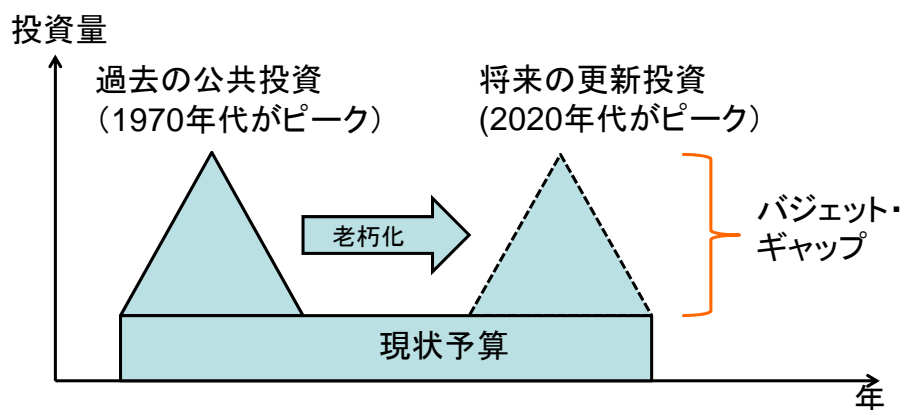 投資量
過去の公共投資
（1970年代がピーク）
将来の更新投資
(2020年代がピーク）
老朽化
バジェット・
ギャップ
現状予算
年